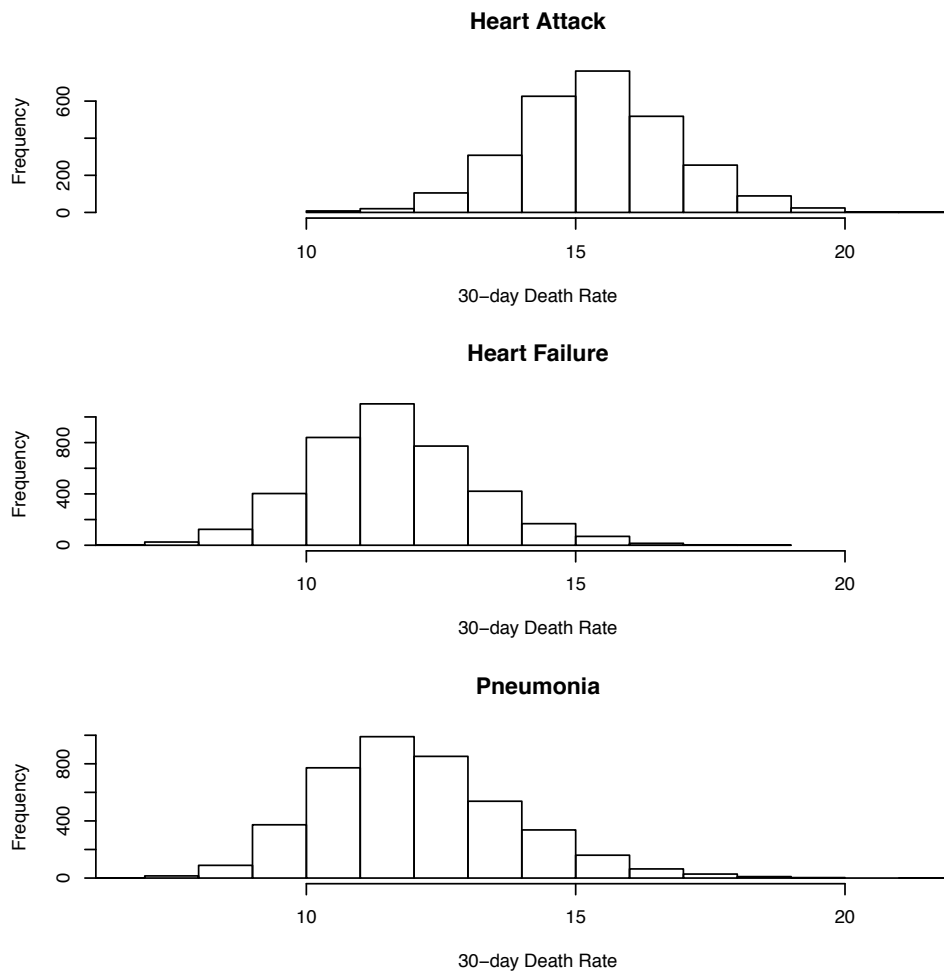 Heart Attack
Frequency
0 200 600
10 15 20
30−day Death Rate
Heart Failure
Frequency
0 400 800
10 15 20
30−day Death Rate
Pneumonia
Frequency
0 400 800
10 15 20
30−day Death Rate